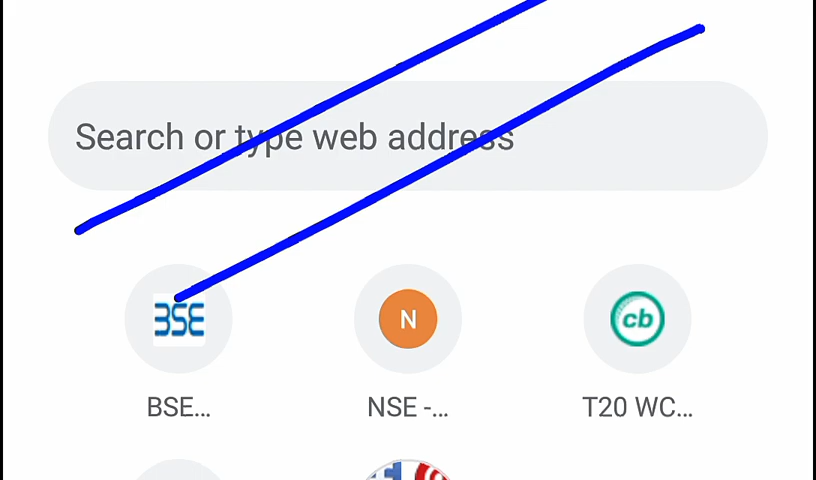 Search or type web address
BSE N cb
BSE... NSE -... T20 WC...